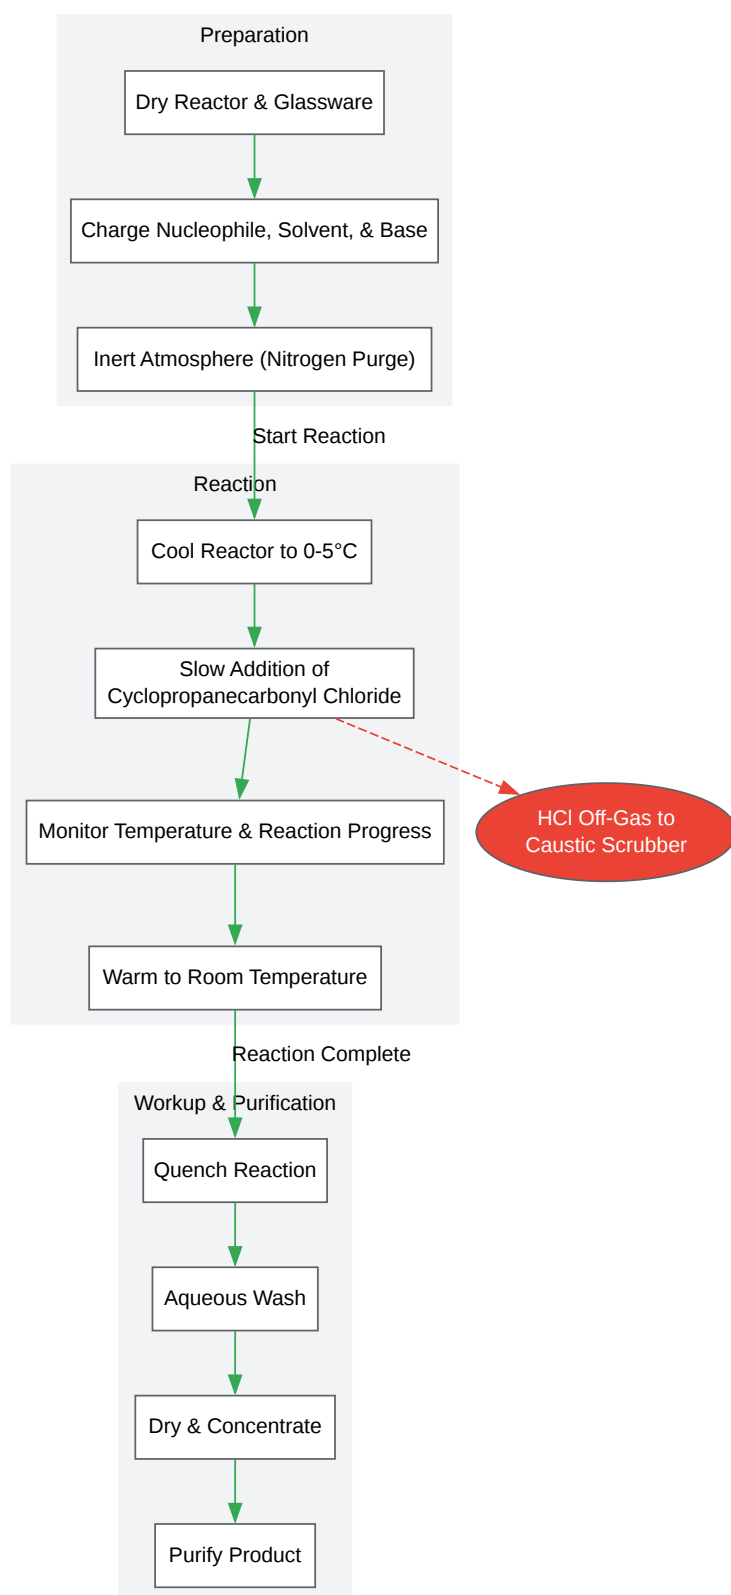 Preparation
Dry Reactor & Glassware
Charge Nucleophile, Solvent, & Base
Inert Atmosphere (Nitrogen Purge)
Start Reaction
Reaction
Cool Reactor to 0-5°C
Slow Addition of
Cyclopropanecarbonyl Chloride
HCl Off-Gas to
Caustic Scrubber
Monitor Temperature & Reaction Progress
Warm to Room Temperature
Reaction Complete
Workup & Purification
Quench Reaction
Aqueous Wash
Dry & Concentrate
Purify Product